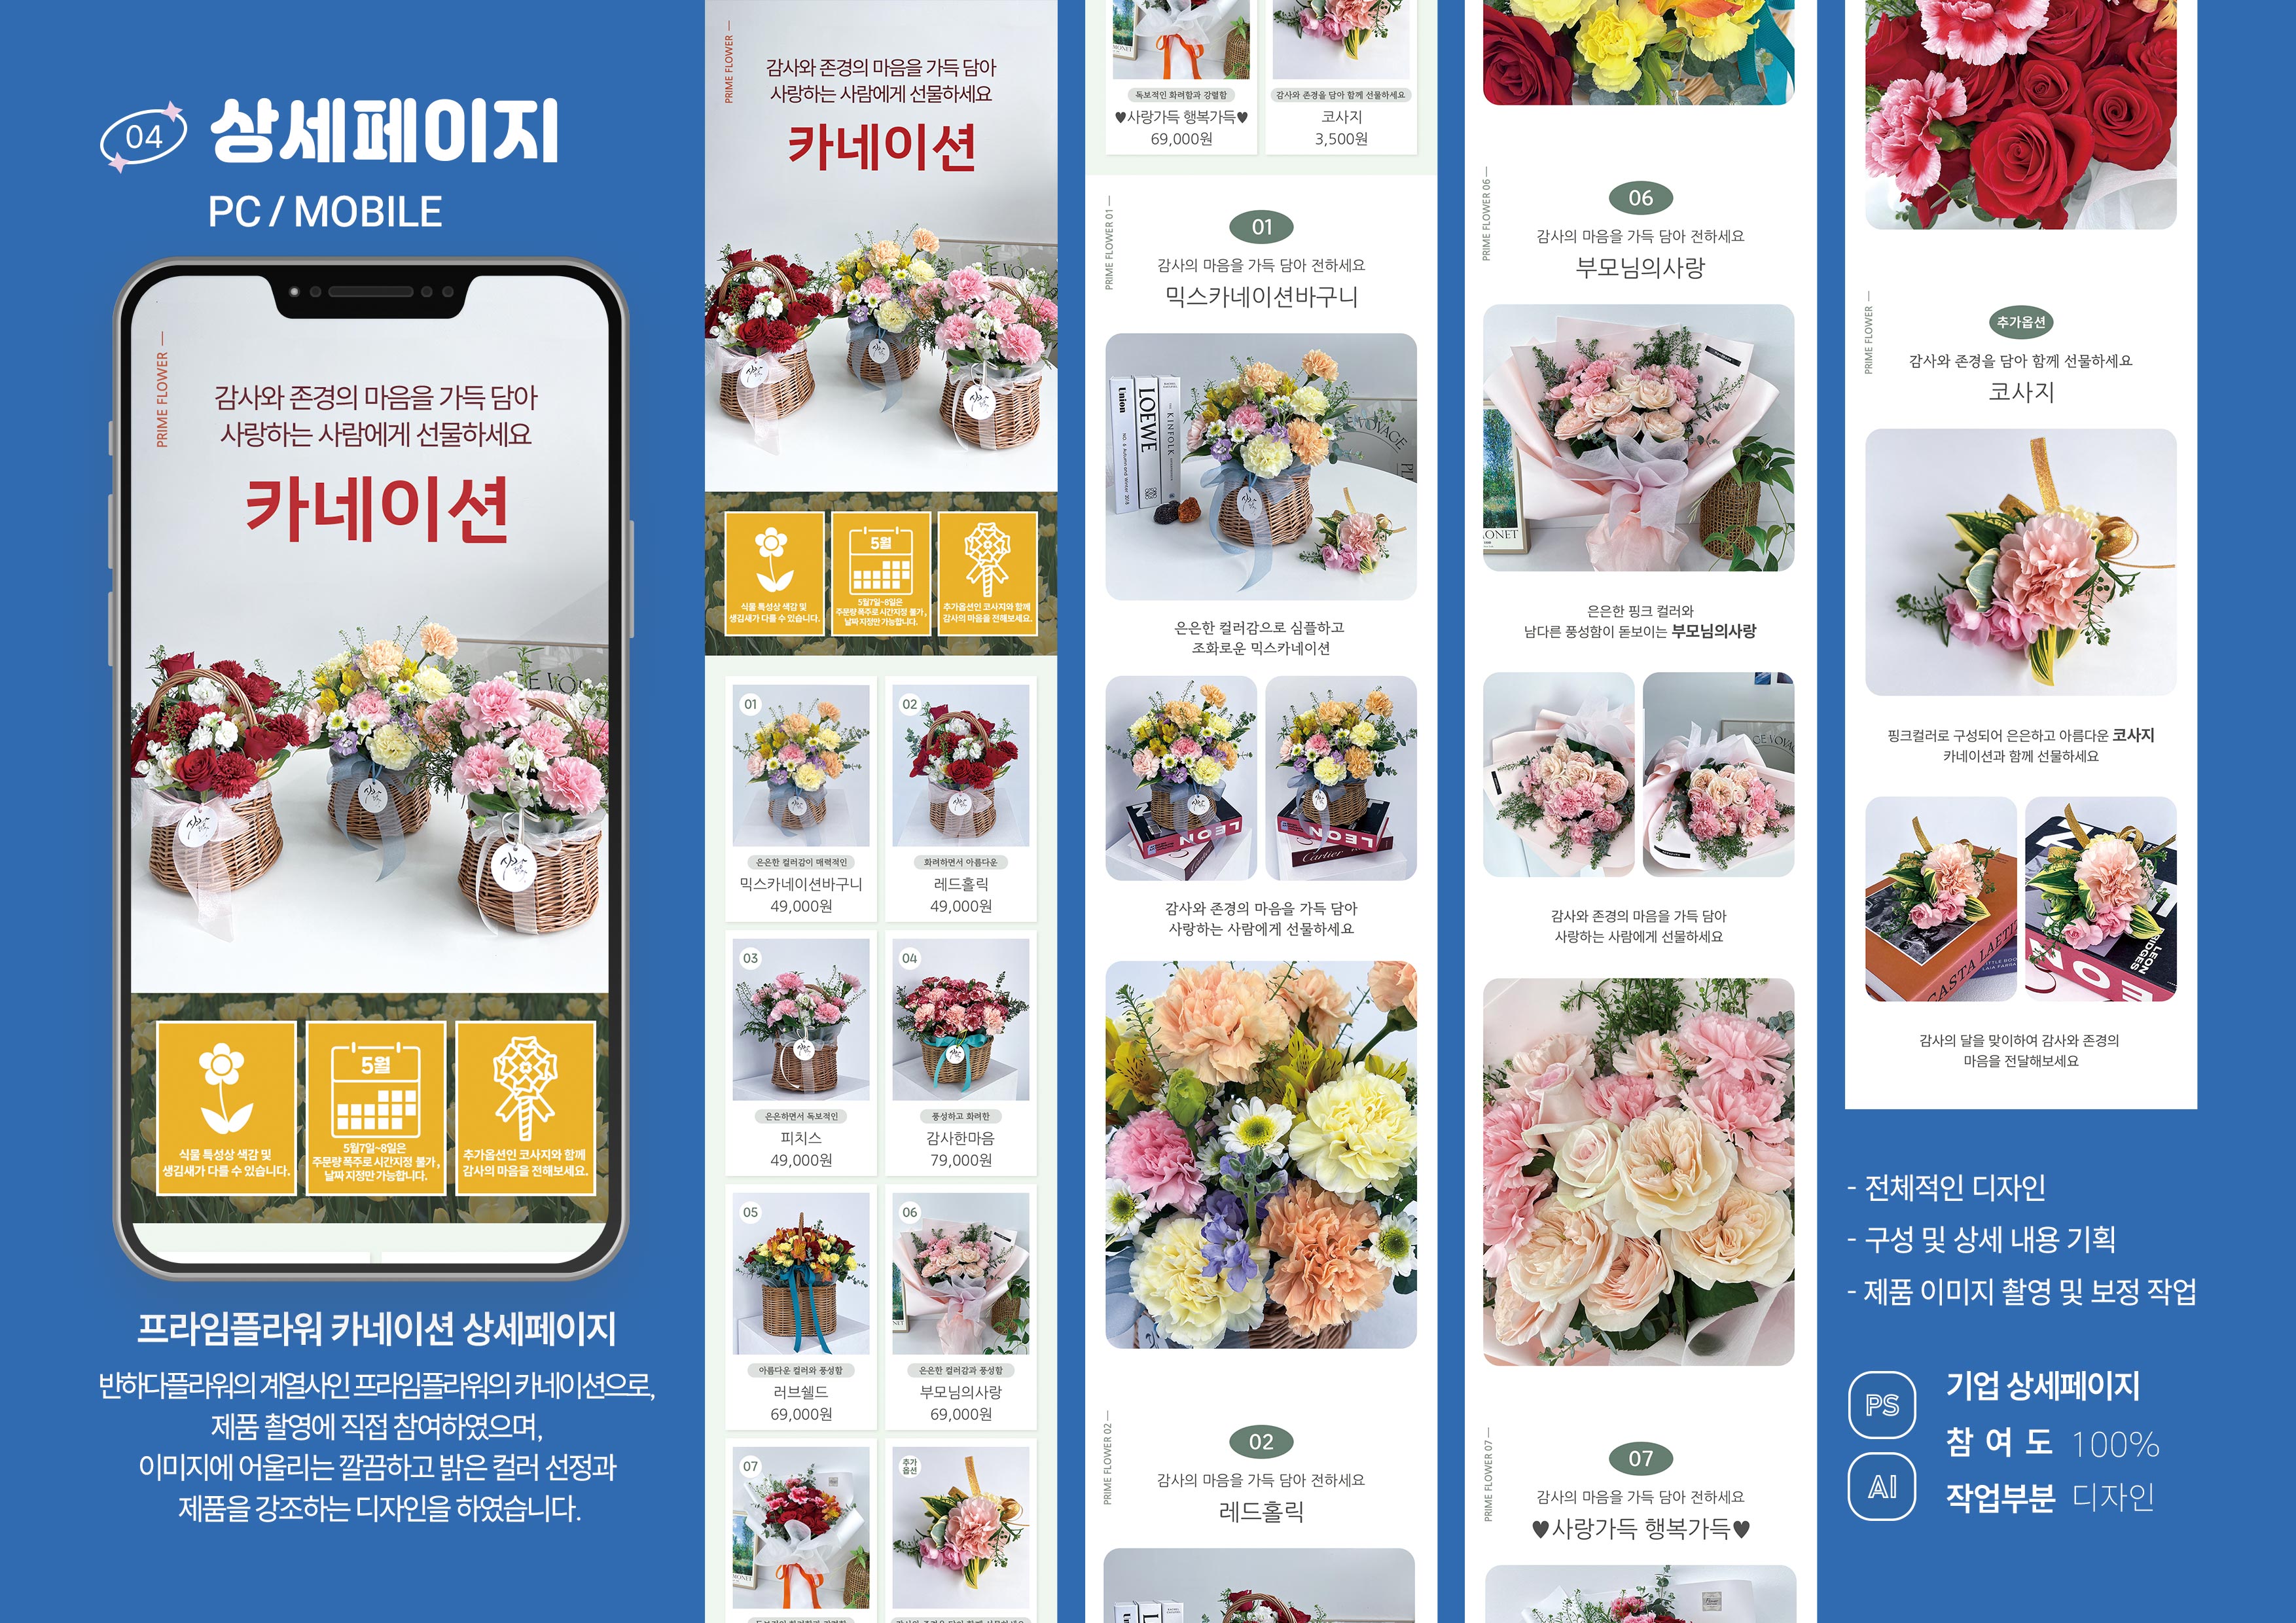 04
상세페이지
PC / MOBILE
PRIME FLOWER —
감사와 존경의 마음을 가득 담아
사랑하는 사람에게 선물하세요
카네이션
사랑
5월
식물 특성상 색감 및
생김새가 다를 수 있습니다.
5월7일~8일은
주문량 폭주로 시간지정 불가,
날짜 지정만 가능합니다.
추가옵션인 코사지와 함께
감사의 마음을 전해보세요.
프라임플라워 카네이션 상세페이지
반하다플라워의 계열사인 프라임플라워의 카네이션으로,
제품 촬영에 직접 참여하였으며,
이미지에 어울리는 깔끔하고 밝은 컬러 선정과
제품을 강조하는 디자인을 하였습니다.
PRIME FLOWER —
감사와 존경의 마음을 가득 담아
사랑하는 사람에게 선물하세요
카네이션
5월
식물 특성상 색감 및
생김새가 다를 수 있습니다.
5월7일~8일은
주문량 폭주로 시간지정 불가,
날짜 지정만 가능합니다.
추가옵션인 코사지와 함께
감사의 마음을 전해보세요.
01
은은한 컬러감이 매력적인
믹스카네이션바구니
49,000원
02
화려하면서 아름다운
레드홀릭
49,000원
03
은은하면서 독보적인
피치스
49,000원
04
풍성하고 화려한
감사한마음
79,000원
05
아름다운 컬러와 풍성함
러브쉴드
69,000원
06
은은한 컬러감과 풍성함
부모님의사랑
69,000원
07
추가
옵션
MONET
독보적인 화려함과 강렬함
♥사랑가득 행복가득♥
69,000원
감사와 존경을 담아 함께 선물하세요
코사지
3,500원
PRIME FLOWER 01 —
01
감사의 마음을 가득 담아 전하세요
믹스카네이션바구니
union
LOEWE
KINFOLK
VOYAGE
은은한 컬러감으로 심플하고
조화로운 믹스카네이션
LEON
LEON
Cartier
감사와 존경의 마음을 가득 담아
사랑하는 사람에게 선물하세요
PRIME FLOWER 02 —
02
감사의 마음을 가득 담아 전하세요
레드홀릭
PRIME FLOWER 06 —
06
감사의 마음을 가득 담아 전하세요
부모님의사랑
은은한 핑크 컬러와
남다른 풍성함이 돋보이는 부모님의사랑
감사와 존경의 마음을 가득 담아
사랑하는 사람에게 선물하세요
PRIME FLOWER 07 —
07
감사의 마음을 가득 담아 전하세요
♥사랑가득 행복가득♥
PRIME FLOWER —
추가옵션
감사와 존경을 담아 함께 선물하세요
코사지
핑크컬러로 구성되어 은은하고 아름다운 코사지
카네이션과 함께 선물하세요
감사의 달을 맞이하여 감사와 존경의
마음을 전달해보세요
- 전체적인 디자인
- 구성 및 상세 내용 기획
- 제품 이미지 촬영 및 보정 작업
PS
AI
기업 상세페이지
참 여 도 100%
작업부분 디자인